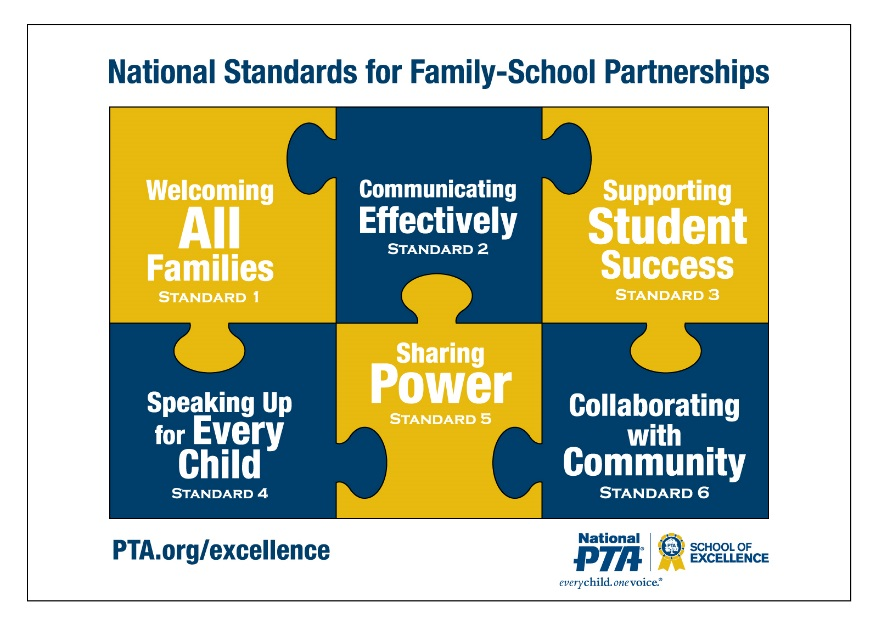 National Standards for Family-School Partnerships
Welcoming
All
Families
STANDARD 1
Communicating
Effectively
STANDARD 2
Supporting
Student
Success
STANDARD 3
Speaking Up
for Every
Child
STANDARD 4
Sharing
Power
STANDARD 5
Collaborating
with
Community
STANDARD 6
PTA.org/excellence
National
PTA®
everychild.onevoice.®
PTA
SCHOOL OF
EXCELLENCE